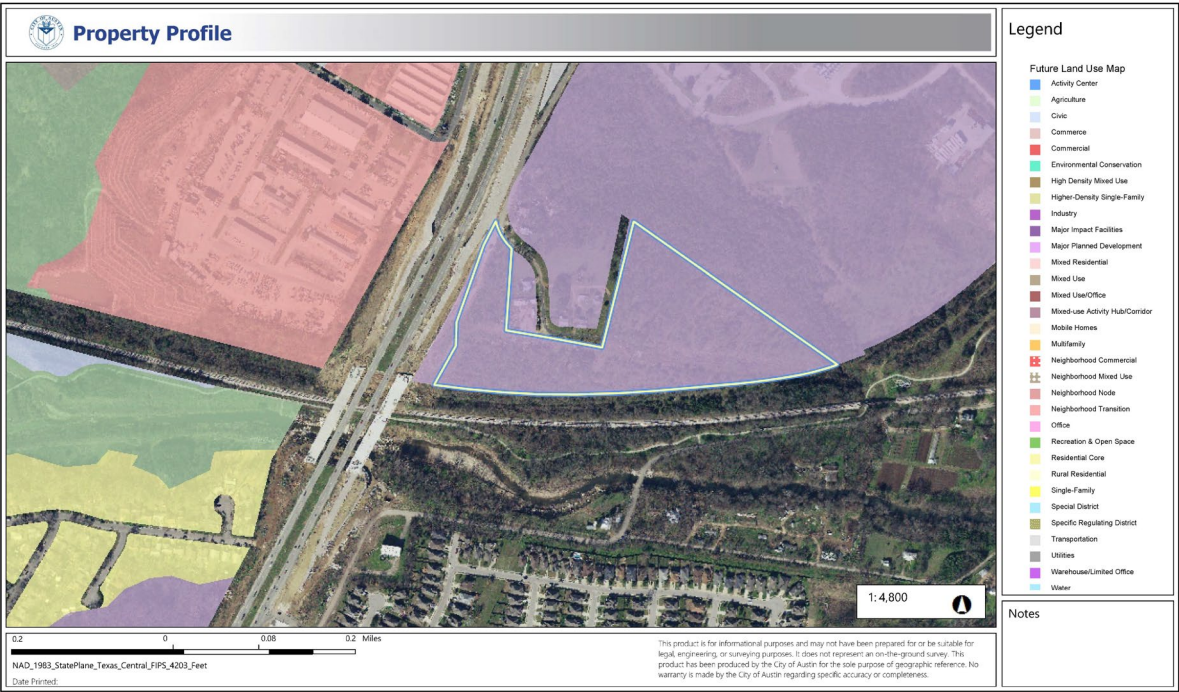 Property Profile
Legend
Future Land Use Map
Activity Center
Agriculture
Civic
Commerce
Commercial
Environmental Conservation
High Density Mixed Use
Higher-Density Single-Family
Industry
Major Impact Facilities
Major Planned Development
Mixed Residential
Mixed Use
Mixed Use/Office
Mixed-use Activity Hub/Corridor
Mobile Homes
Multifamily
Neighborhood Commercial
Neighborhood Mixed Use
Neighborhood Node
Neighborhood Transition
Office
Recreation & Open Space
Residential Core
Rural Residential
Single-Family
Special District
Specific Regulating District
Transportation
Utilities
Warehouse/Limited Office
Water
1: 4,800
Notes
0.2 0 0.08 0.2 Miles
NAD_1983_StatePlane_Texas_Central_FIPS_4203_Feet
Date Printed:
This product is for informational purposes and may not have been prepared for or be suitable for
legal, engineering, or surveying purposes. It does not represent an on-the-ground survey. This
product has been produced by the City of Austin for the sole purpose of geographic reference. No
warranty is made by the City of Austin regarding specific accuracy or completeness.